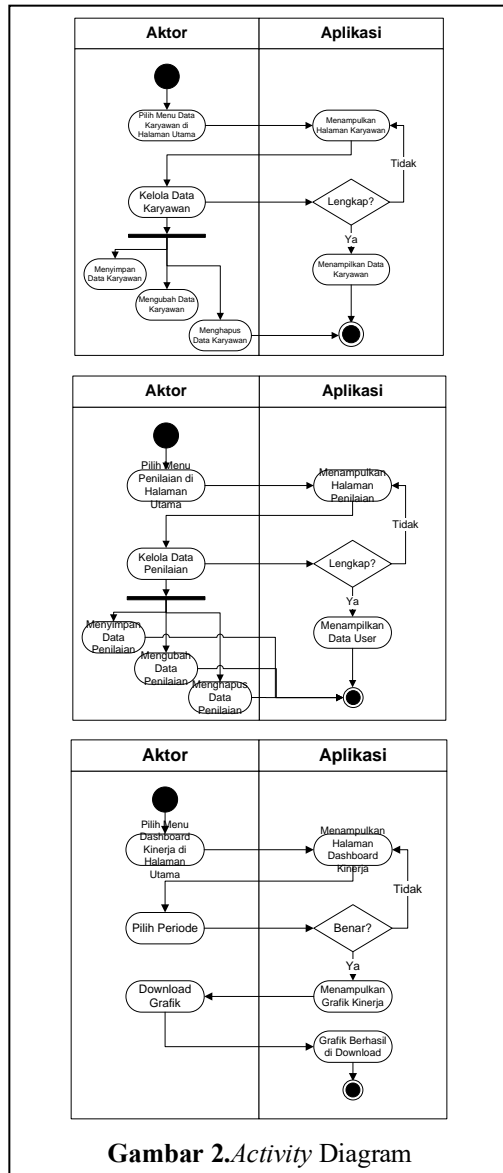 Aktor
Aplikasi
Pilih Menu Data
Karyawan di
Halaman Utama
Menampulkan
Halaman Karyawan
Tidak
Kelola Data
Karyawan
Lengkap?
Ya
Menyimpan
Data Karyawan
Mengubah Data
Karyawan
Menghapus
Data Karyawan
Menampilkan Data
Karyawan
Aktor
Aplikasi
Pilih Menu
Penilaian di
Halaman
Utama
Menampulkan
Halaman
Penilaian
Tidak
Kelola Data
Penilaian
Lengkap?
Ya
Menyimpan
Data
Penilaian
Mengubah
Data
Penilaian
Menghapus
Data
Penilaian
Menampilkan
Data User
Aktor
Aplikasi
Pilih Menu
Dashboard
Kinerja di
Halaman
Utama
Menampulkan
Halaman
Dashboard
Kinerja
Tidak
Pilih Periode
Benar?
Ya
Download
Grafik
Menampulkan
Grafik Kinerja
Grafik Berhasil
di Download
Gambar 2.Activity Diagram